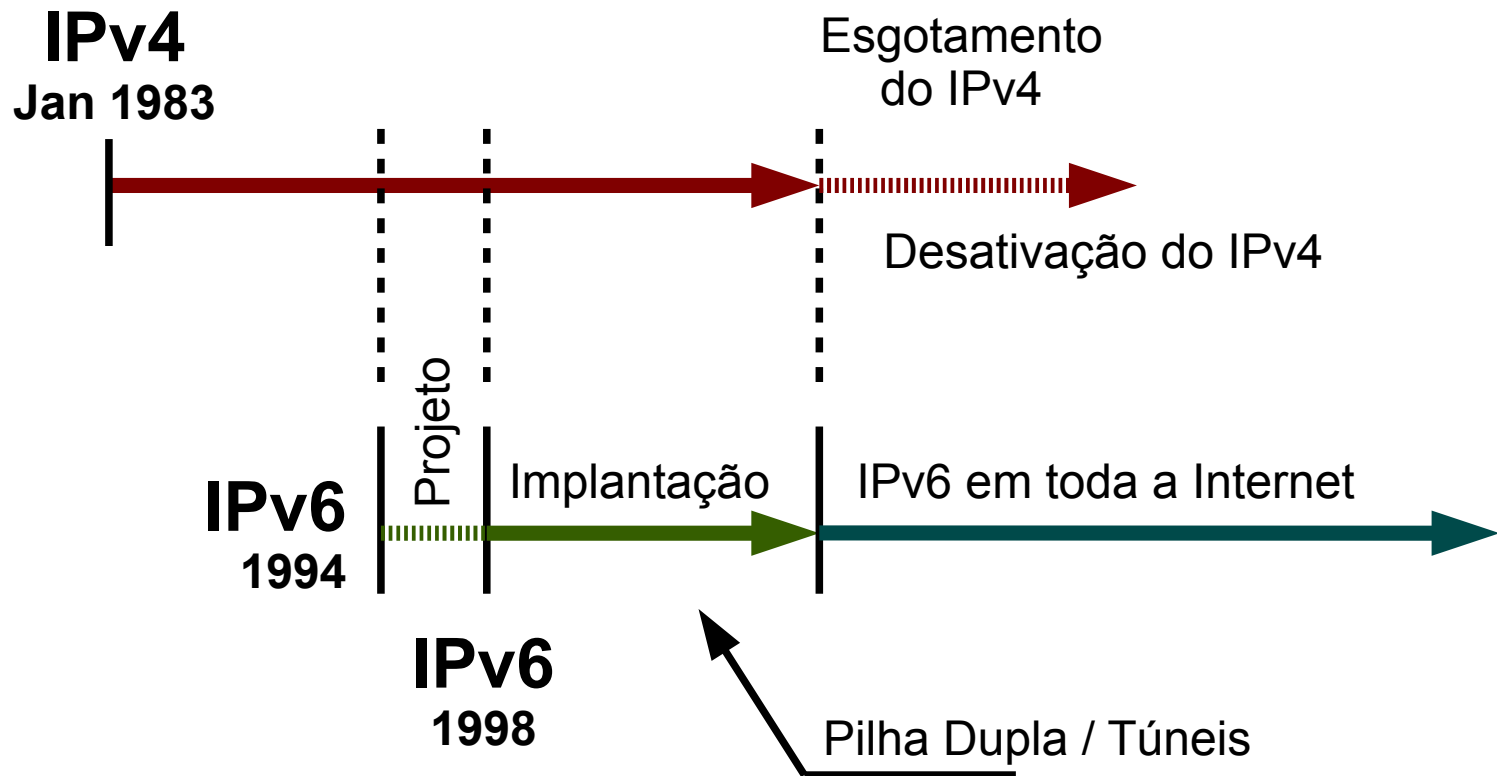 IPv4
Jan 1983
Esgotamento
do IPv4
Desativação do IPv4
Projeto
IPv6
1994
Implantação
IPv6 em toda a Internet
IPv6
1998
Pilha Dupla / Túneis